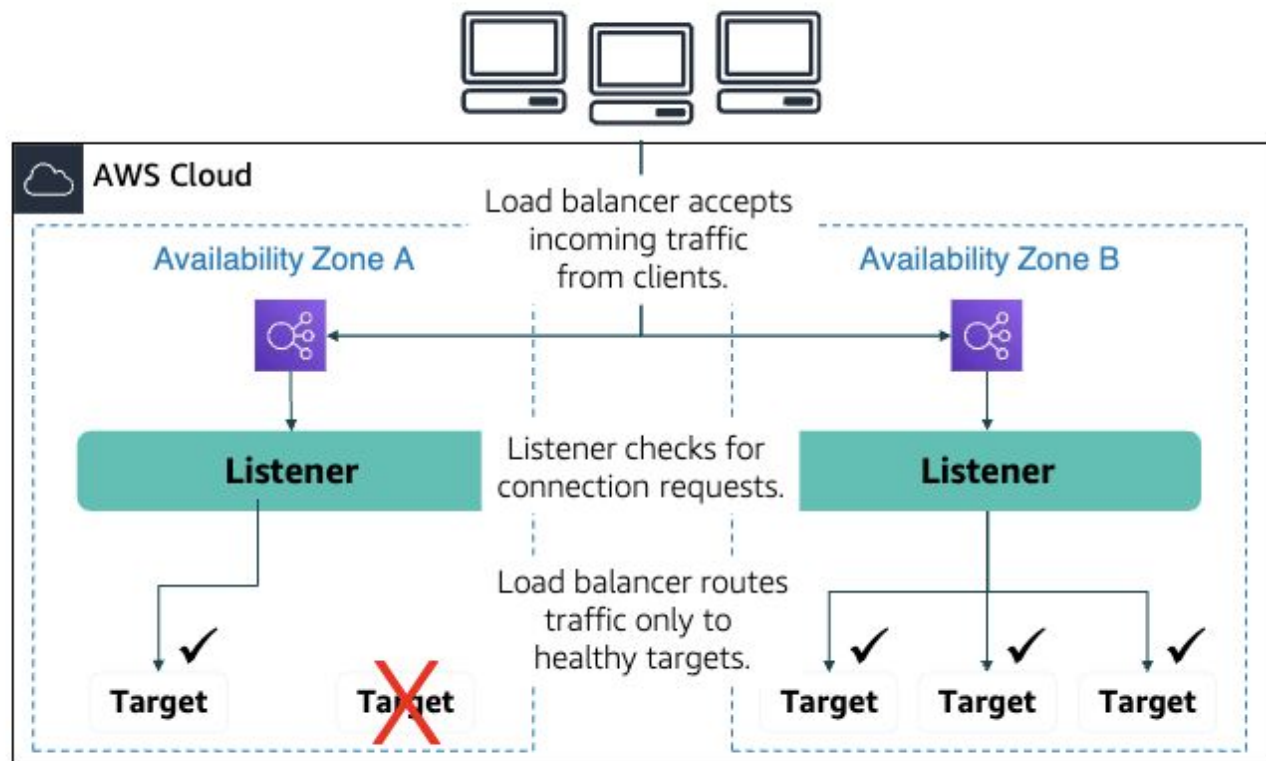 AWS Cloud
Load balancer accepts
incoming traffic
from clients.
Availability Zone A
Availability Zone B
Listener
Listener checks for
connection requests.
Listener
Load balancer routes
traffic only to
healthy targets.
Target
Target
Target
Target
Target